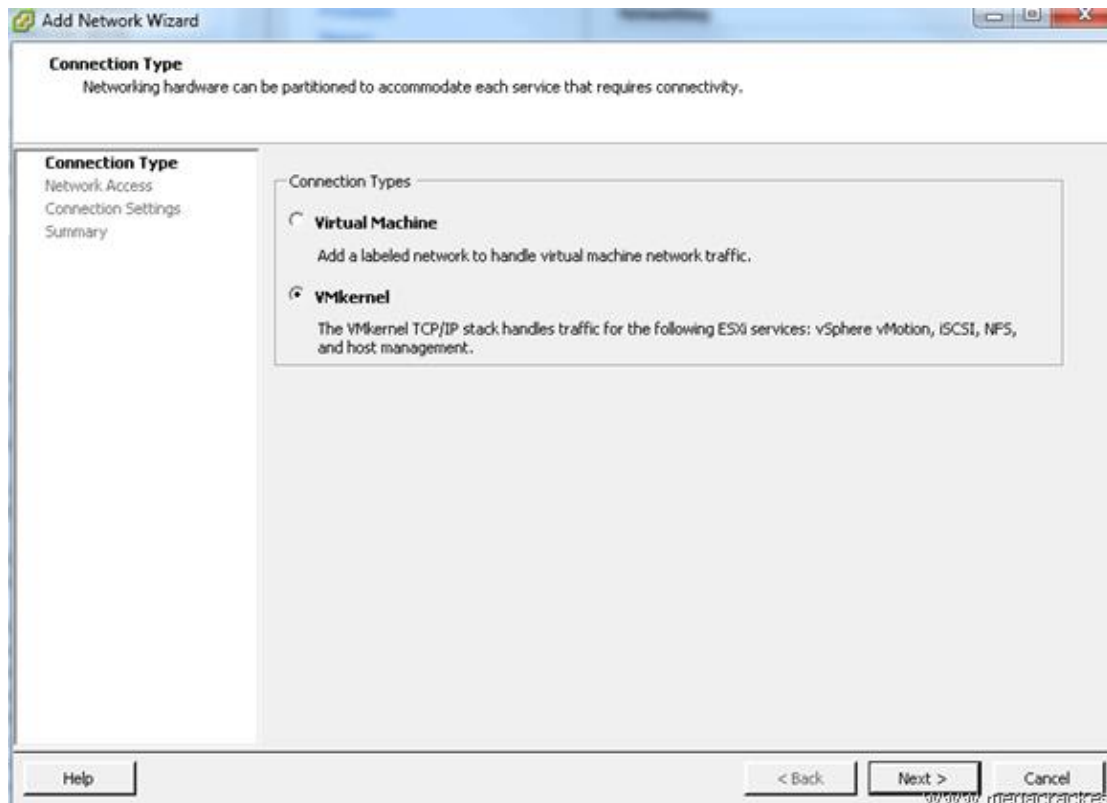 Add Network Wizard
Connection Type
Networking hardware can be partitioned to accommodate each service that requires connectivity.
Connection Type
Network Access
Connection Settings
Summary
Connection Types
Virtual Machine
Add a labeled network to handle virtual machine network traffic.
VMkernel
The VMkernel TCP/IP stack handles traffic for the following ESXi services: vSphere vMotion, iSCSI, NFS,
and host management.
Help
< Back
Next >
Cancel